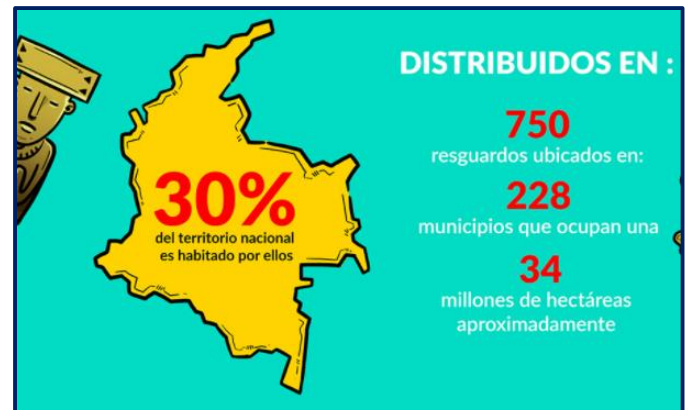 30%
del territorio nacional
es habitado por ellos
DISTRIBUIDOS EN :
750
resguardos ubicados en:
228
municipios que ocupan una
34
millones de hectáreas
aproximadamente